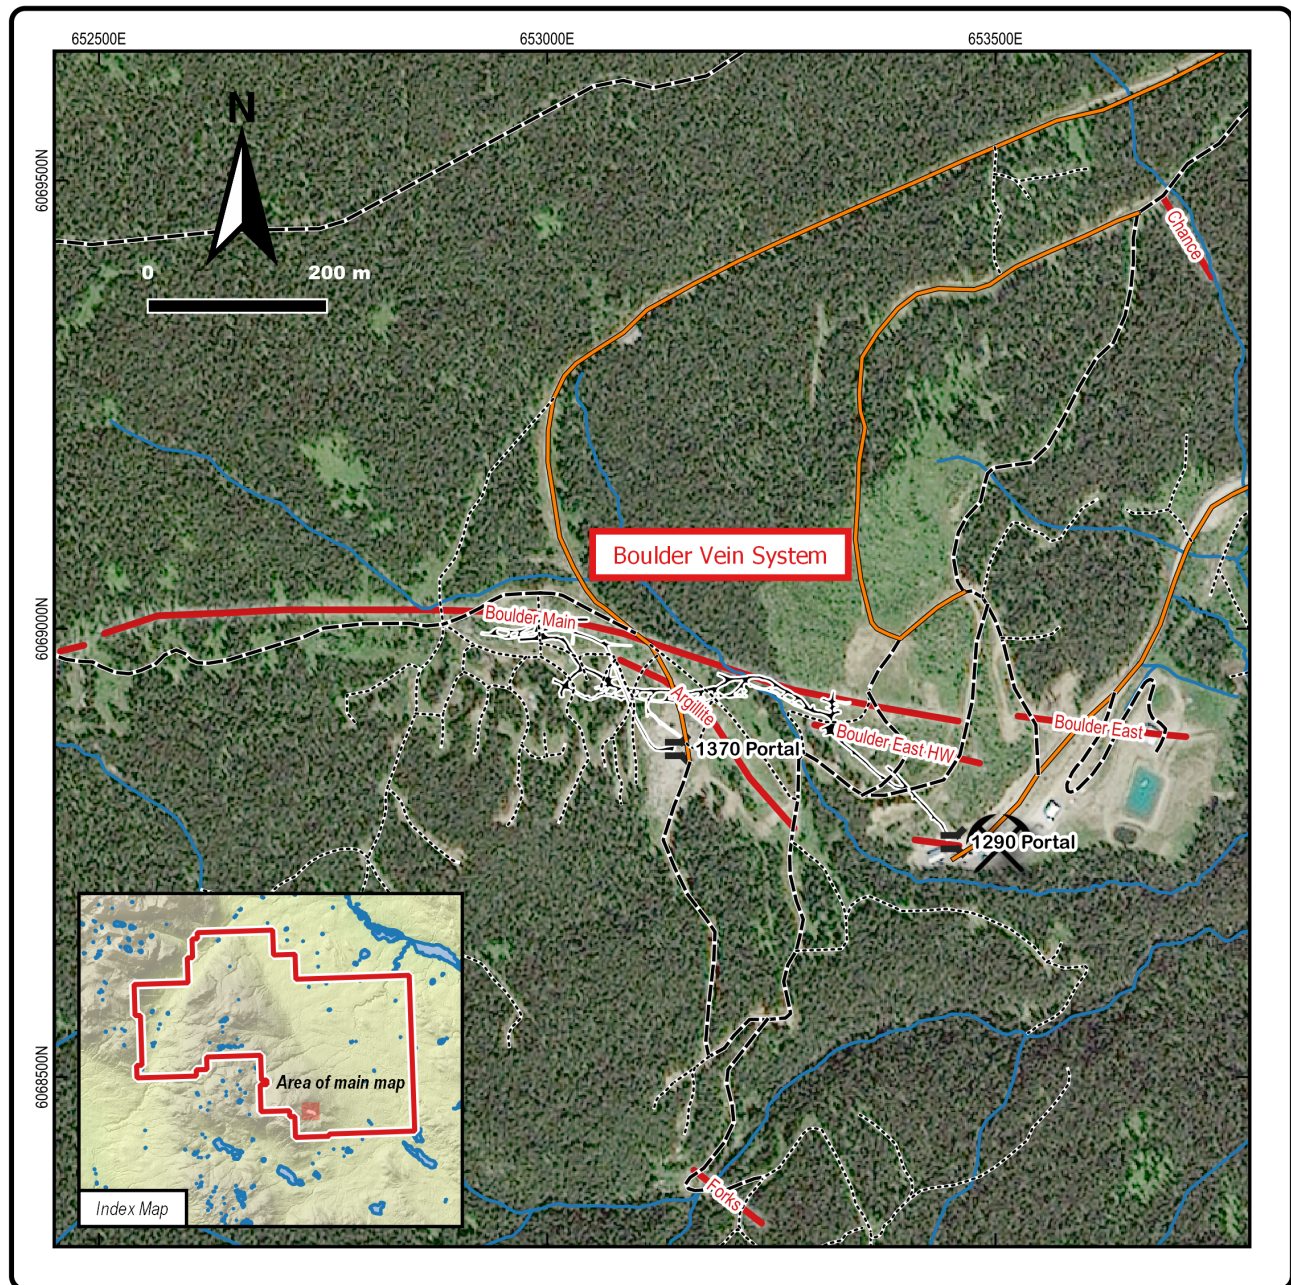 652500E
653000E
653500E
6069500N
6069000N
6068500N
N
0
200 m
Chance
Boulder Vein System
Boulder Main
Argillite
Boulder East
Boulder East HW
1370 Portal
1290 Portal
Area of main map
Index Map
Forks